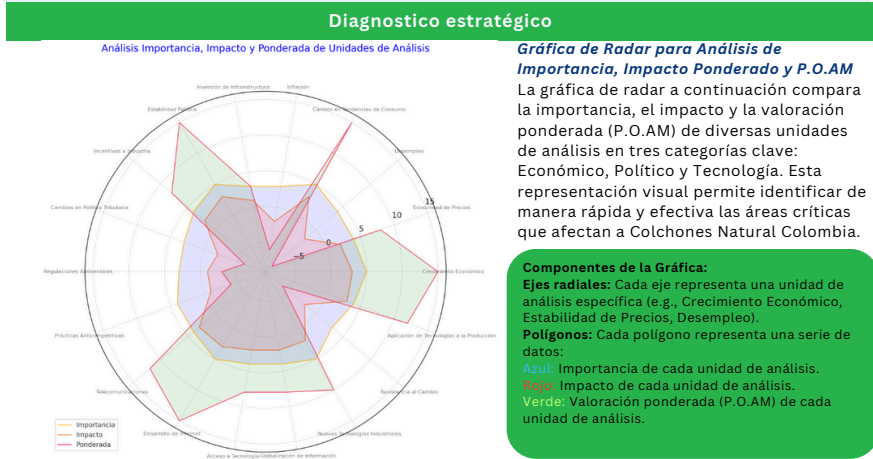 Diagnostico estratégico
Análisis Importancia, Impacto y Ponderada de Unidades de Análisis
Inversión de Infraestructura
Inflación
Estabilidad Política
Cambio en Tendencias de Consumo
Incentivos a Industria
Desempleo
Cambios en Política Tributaria
Estabilidad de Precios
Regulaciones Ambientales
Crecimiento Económico
Prácticas Anticompetitivas
Aplicación de Tecnologías a la Producción
Telecomunicaciones
Resistencia al Cambio
Desarrollo de Internet
Nuevas Tecnologías Industriales
Acceso a Tecnología
Globalización de Información
−5
0
5
10
15
Importancia
Impacto
Ponderada
Gráfica de Radar para Análisis de
Importancia, Impacto Ponderado y P.O.AM
La gráfica de radar a continuación compara
la importancia, el impacto y la valoración
ponderada (P.O.AM) de diversas unidades
de análisis en tres categorías clave:
Económico, Político y Tecnología. Esta
representación visual permite identificar de
manera rápida y efectiva las áreas críticas
que afectan a Colchones Natural Colombia.
Componentes de la Gráfica:
Ejes radiales: Cada eje representa una unidad de
análisis específica (e.g., Crecimiento Económico,
Estabilidad de Precios, Desempleo).
Polígonos: Cada polígono representa una serie de
datos:
Azul: Importancia de cada unidad de análisis.
Rojo: Impacto de cada unidad de análisis.
Verde: Valoración ponderada (P.O.AM) de cada
unidad de análisis.